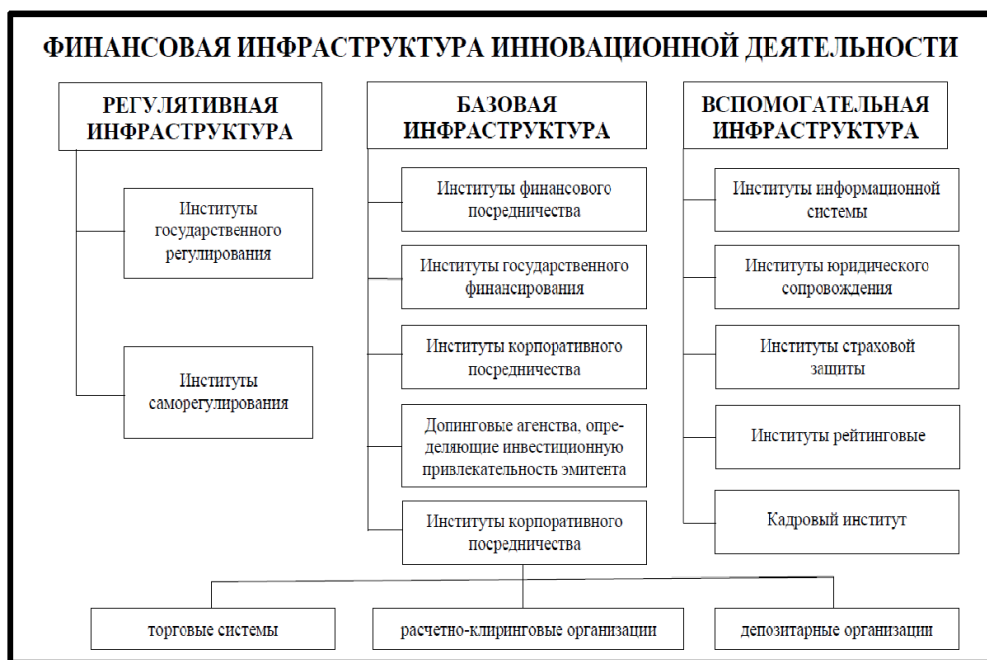 ФИНАНСОВАЯ ИНФРАСТРУКТУРА ИННОВАЦИОННОЙ ДЕЯТЕЛЬНОСТИ
РЕГУЛЯТИВНАЯ
ИНФРАСТРУКТУРА
Институты
государственного
регулирования
Институты
саморегулирования
БАЗОВАЯ
ИНФРАСТРУКТУРА
Институты финансового
посредничества
Институты государственного
финансирования
Институты корпоративного
посредничества
Допинговые агенства, опре-
деляющие инвестиционную
привлекательность эмитента
Институты корпоративного
посредничества
ВСПОМОГАТЕЛЬНАЯ
ИНФРАСТРУКТУРА
Институты информационной
системы
Институты юридического
сопровождения
Институты страховой
защиты
Институты рейтинговые
Кадровый институт
торговые системы
расчетно-клиринговые организации
депозитарные организации